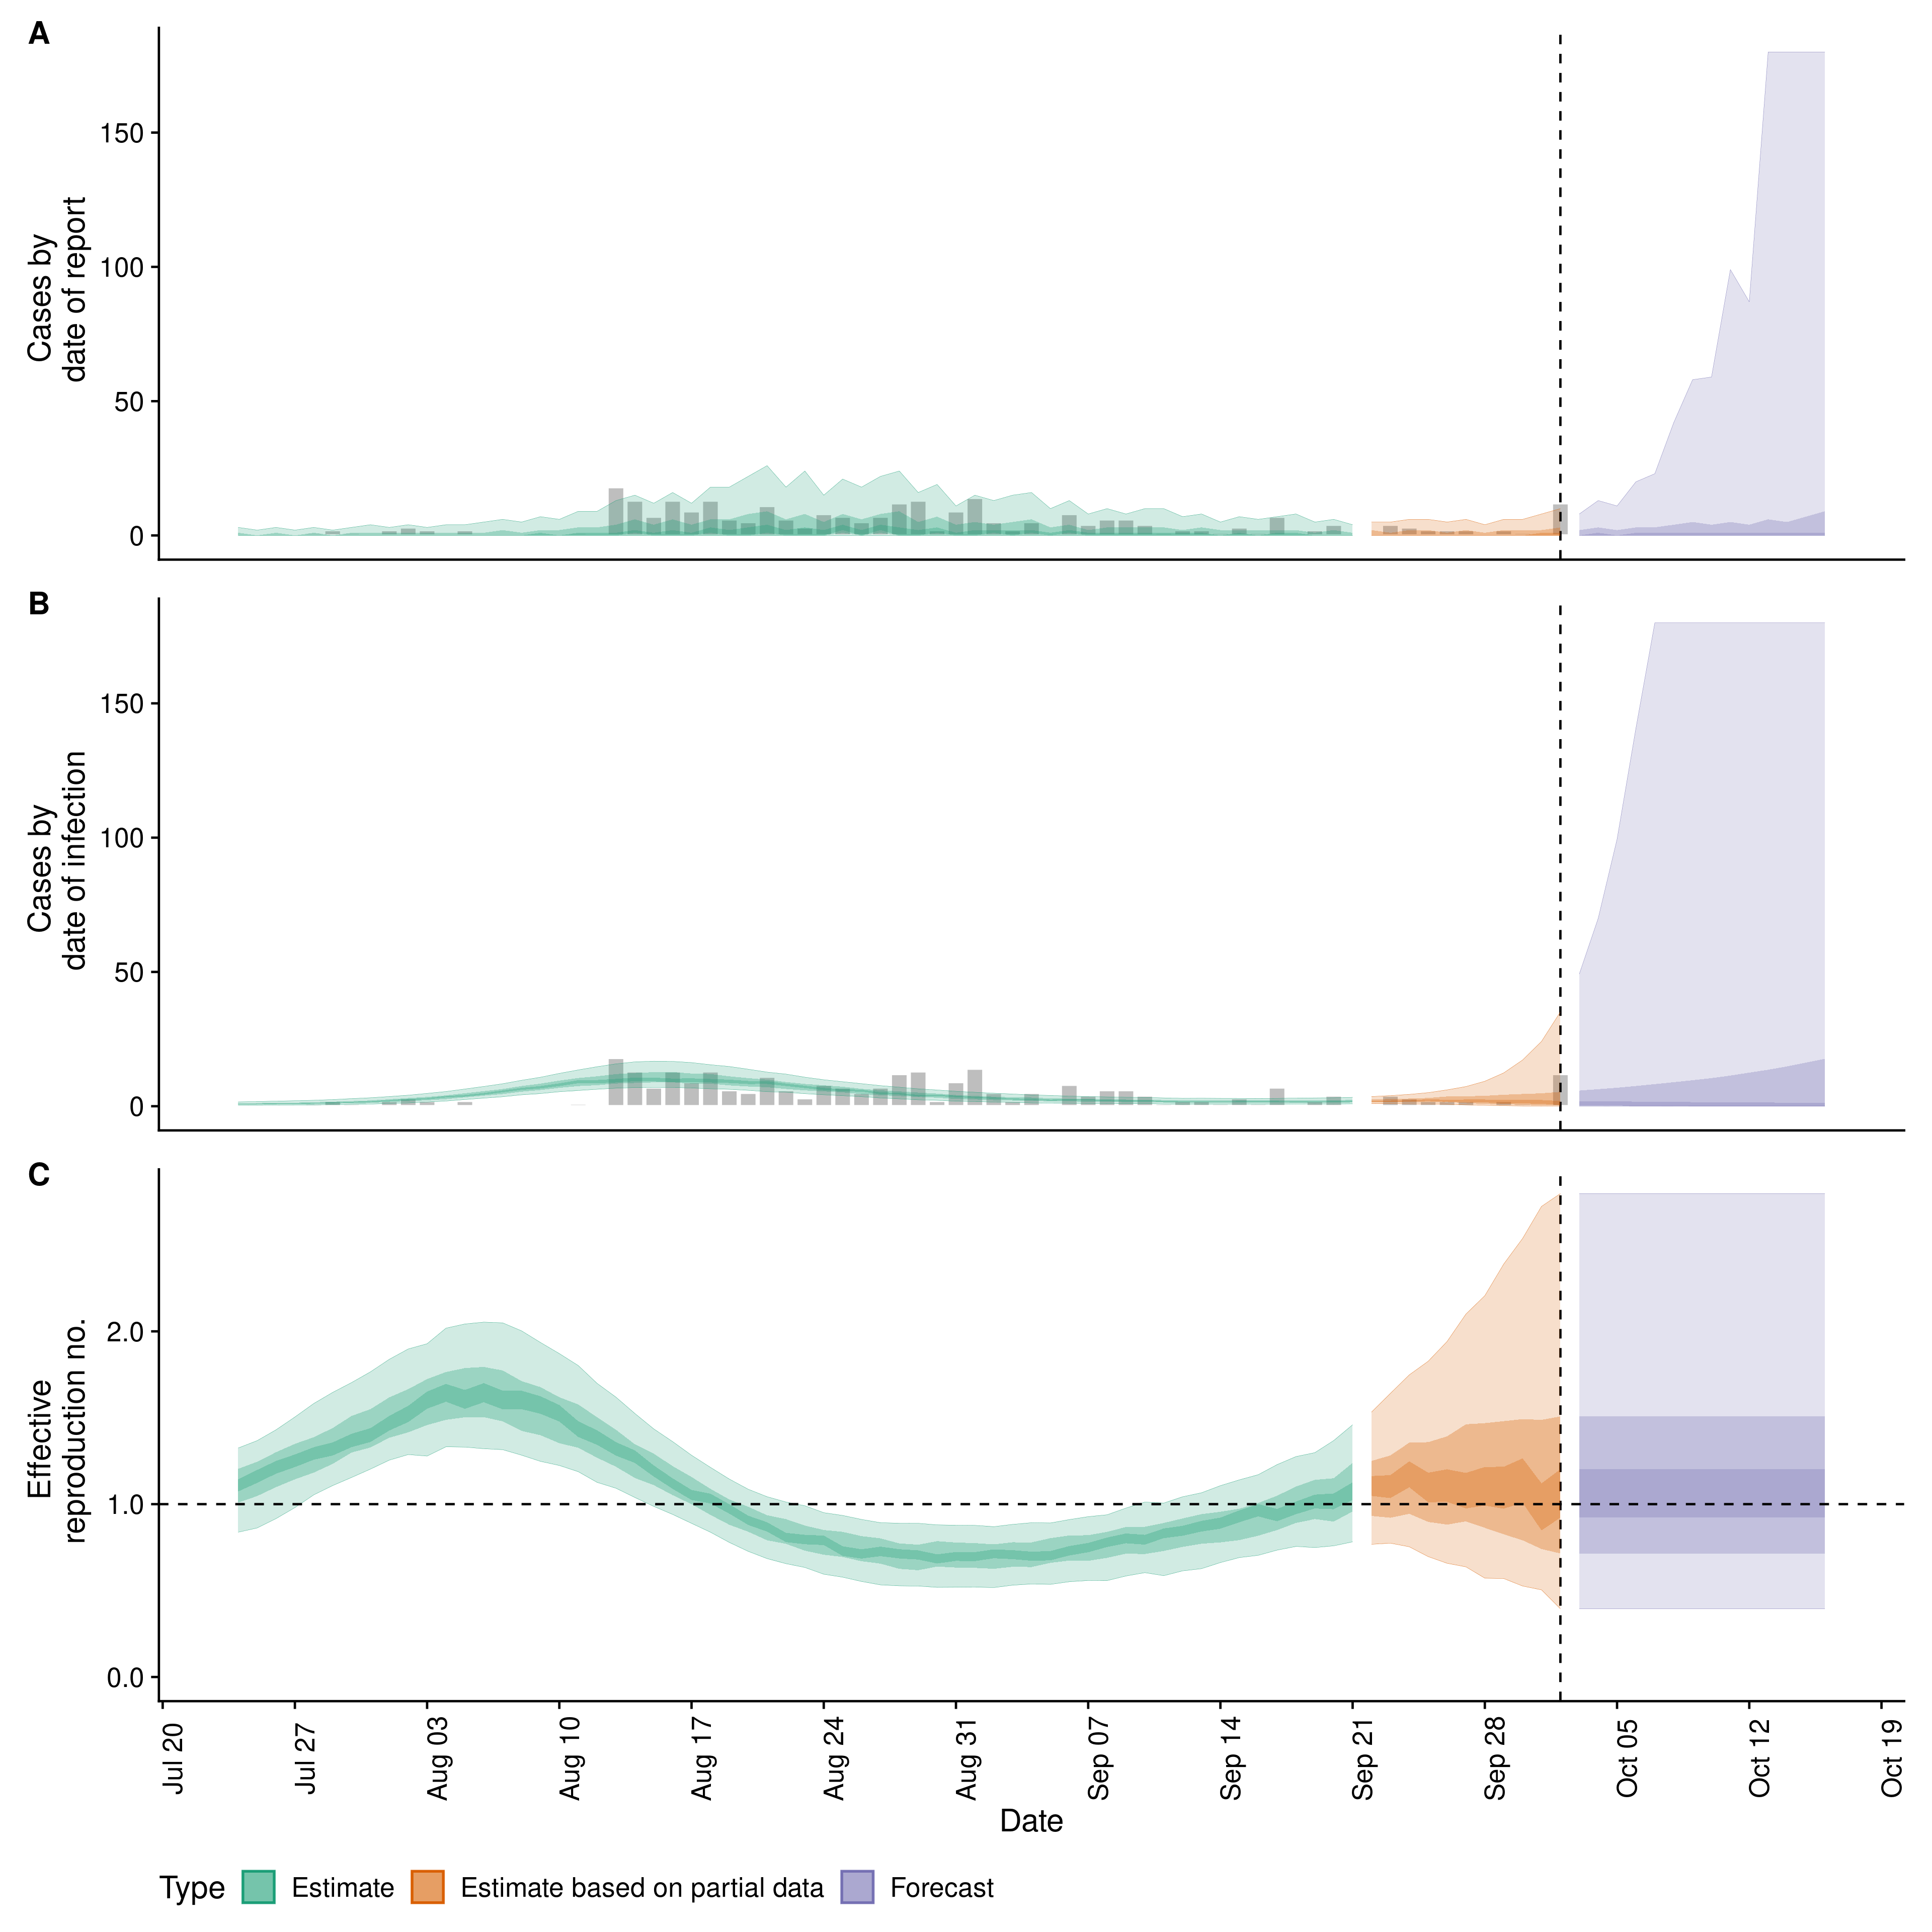 A
Cases by
date of report
150
100
50
0
B
Cases by
date of infection
150
100
50
0
C
Effective
reproduction no.
2.0
1.0
0.0
Jul 20
Jul 27
Aug 03
Aug 10
Aug 17
Aug 24
Aug 31
Sep 07
Sep 14
Sep 21
Sep 28
Oct 05
Oct 12
Oct 19
Date
Type Estimate Estimate based on partial data Forecast